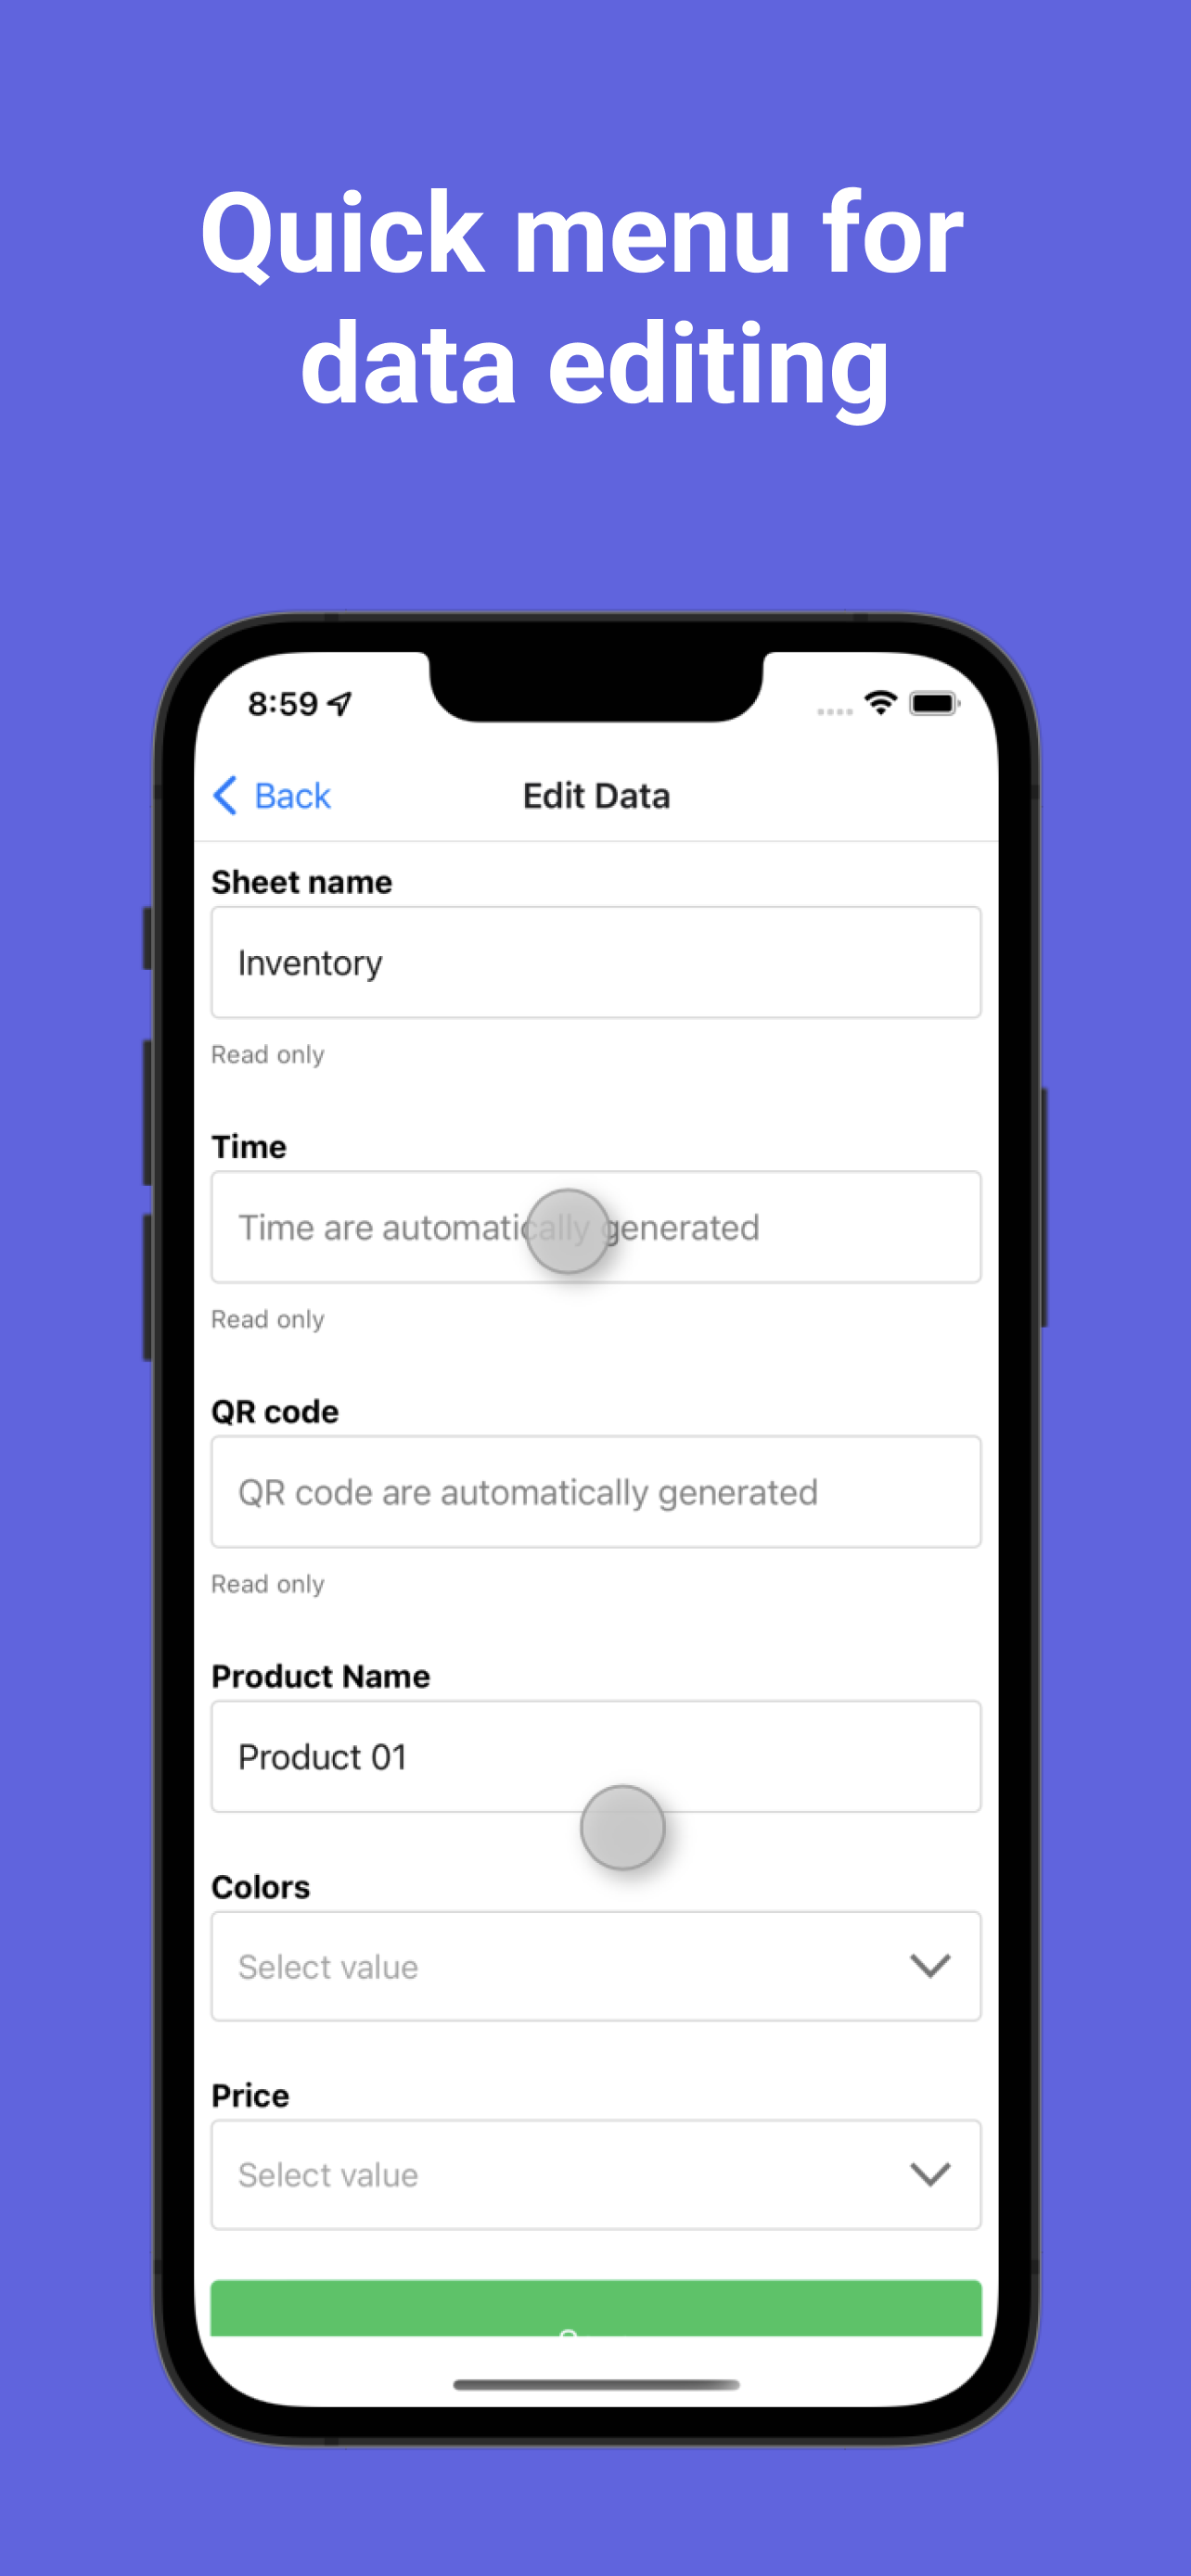 Quick menu for
data editing
8:59
Back
Edit Data
Sheet name
Inventory
Read only
Time
Time are automatically generated
Read only
QR code
QR code are automatically generated
Read only
Product Name
Product 01
Colors
Select value
Price
Select value